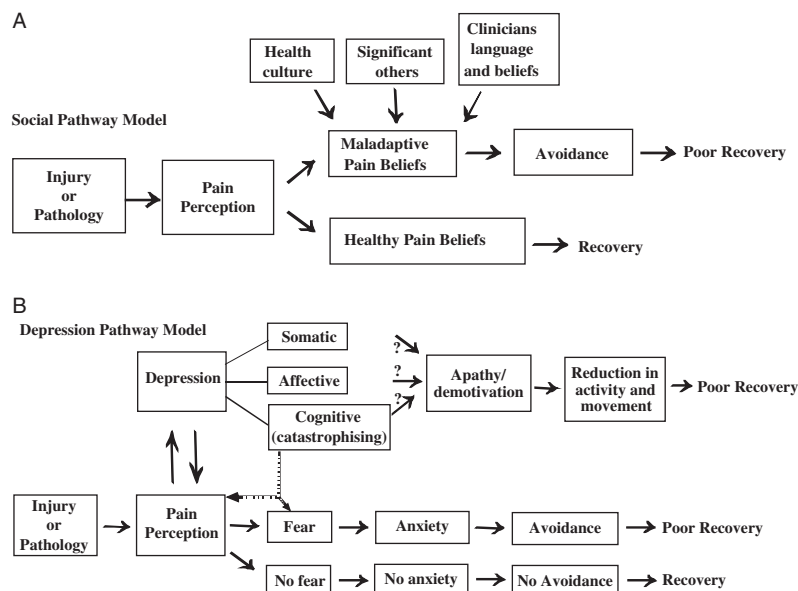 A
Health
culture
Significant
others
Clinicians
language
and beliefs
Social Pathway Model
Injury
or
Pathology
Pain
Perception
Maladaptive
Pain Beliefs
Avoidance
Poor Recovery
Healthy Pain Beliefs
Recovery
B
Depression Pathway Model
Depression
Somatic
Affective
Cognitive
(catastrophising)
?
?
?
Apathy/
demotivation
Reduction in
activity and
movement
Poor Recovery
Injury
or
Pathology
Pain
Perception
Fear
Anxiety
Avoidance
Poor Recovery
No fear
No anxiety
No Avoidance
Recovery